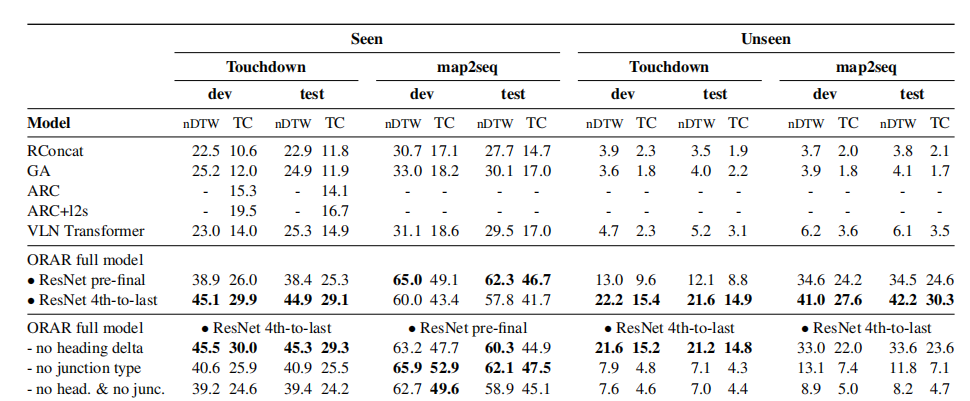 Seen Unseen
Touchdown map2seq Touchdown map2seq
dev test dev test dev test dev test
Model nDTW TC nDTW TC nDTW TC nDTW TC nDTW TC nDTW TC nDTW TC nDTW TC
RConcat 22.5 10.6 22.9 11.8 30.7 17.1 27.7 14.7 3.9 2.3 3.5 1.9 3.7 2.0 3.8 2.1
GA 25.2 12.0 24.9 11.9 33.0 18.2 30.1 17.0 3.6 1.8 4.0 2.2 3.9 1.8 4.1 1.7
ARC - 15.3 - 14.1 - - - - - - - - - - - -
ARC+l2s - 19.5 - 16.7 - - - - - - - - - - - -
VLN Transformer 23.0 14.0 25.3 14.9 31.1 18.6 29.5 17.0 4.7 2.3 5.2 3.1 6.2 3.6 6.1 3.5
ORAR full model
• ResNet pre-final 38.9 26.0 38.4 25.3 65.0 49.1 62.3 46.7 13.0 9.6 12.1 8.8 34.6 24.2 34.5 24.6
• ResNet 4th-to-last 45.1 29.9 44.9 29.1 60.0 43.4 57.8 41.7 22.2 15.4 21.6 14.9 41.0 27.6 42.2 30.3
ORAR full model • ResNet 4th-to-last • ResNet pre-final • ResNet 4th-to-last • ResNet 4th-to-last
- no heading delta 45.5 30.0 45.3 29.3 63.2 47.7 60.3 44.9 21.6 15.2 21.2 14.8 33.0 22.0 33.6 23.6
- no junction type 40.6 25.9 40.9 25.5 65.9 52.9 62.1 47.5 7.9 4.8 7.1 4.3 13.1 7.4 11.8 7.1
- no head. & no junc. 39.2 24.6 39.4 24.2 62.7 49.6 58.9 45.1 7.6 4.6 7.0 4.4 8.9 5.0 8.2 4.7